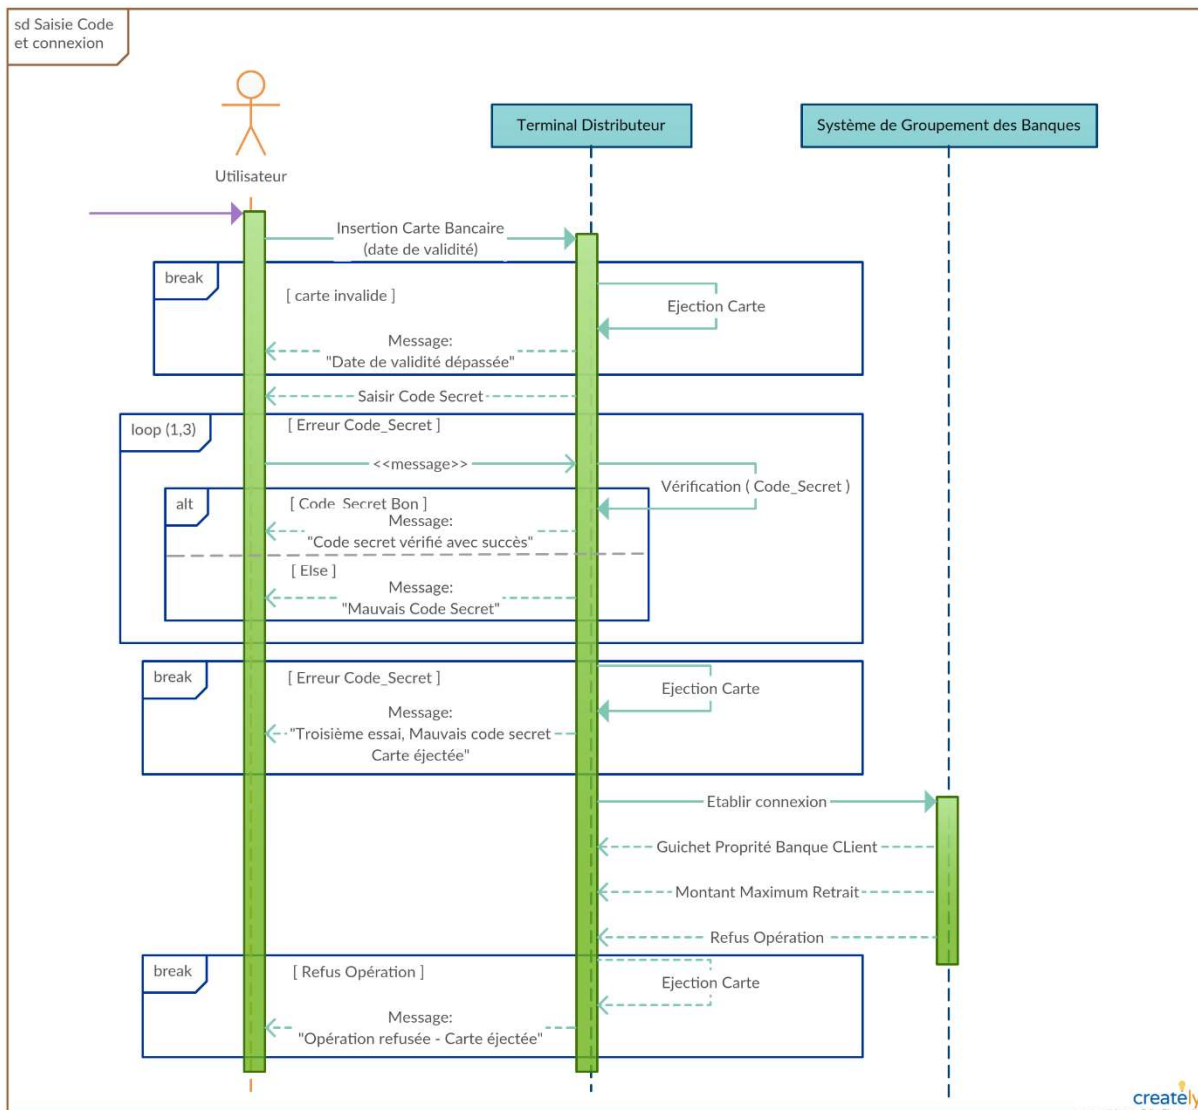 sd Saisie Code
et connexion
Terminal Distributeur
Système de Groupement des Banques
Utilisateur
Insertion Carte Bancaire
(date de validité)
break
[ carte invalide ]
Ejection Carte
Message:
"Date de validité dépassée"
Saisir Code Secret
loop (1,3)
[ Erreur Code_Secret ]
<<message>>
Vérification ( Code_Secret )
alt
[ Code_Secret Bon ]
Message:
"Code secret vérifié avec succès"
[ Else ]
Message:
"Mauvais Code Secret"
break
[ Erreur Code_Secret ]
Ejection Carte
Message:
"Troisième essai, Mauvais code secret
Carte éjectée"
Etablir connexion
Guichet Proprité Banque CLient
Montant Maximum Retrait
Refus Opération
break
[ Refus Opération ]
Ejection Carte
Message:
"Opération refusée - Carte éjectée"
creately